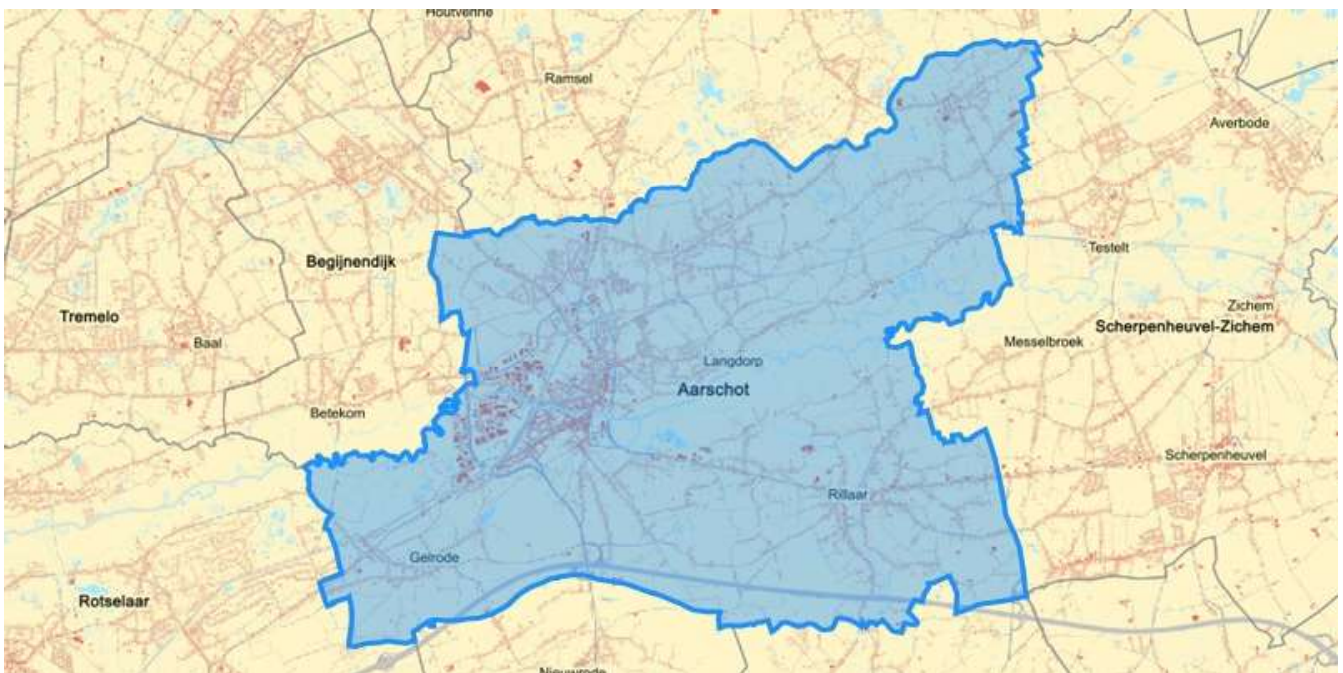 Houtvenne
Ramsel
Averbode
Begijnendijk
Testelt
Zichem
Tremelo
Scherpenheuvel-Zichem
Baal
Messelbroek
Langdorp
Aarschot
Betekom
Scherpenheuvel
Rillaar
Gelrode
Rotselaar
Nieuwrode